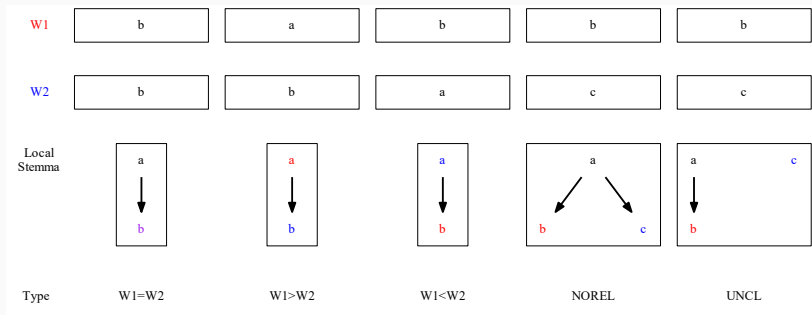 W1 b a b b b
W2 b b a c c
Local
Stemma
a a a a a c
b b b b c b
Type W1=W2 W1>W2 W1<W2 NOREL UNCL